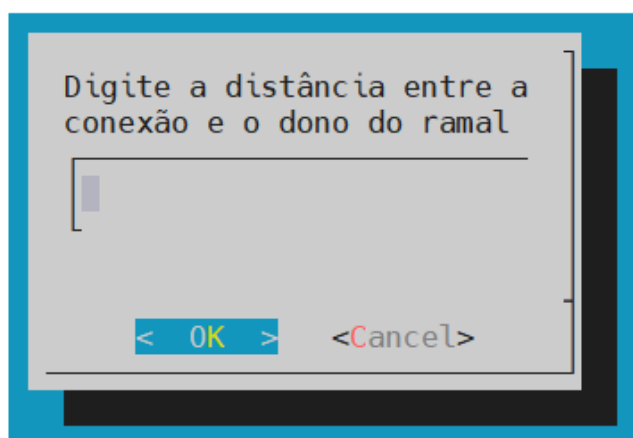 Digite a distância entre a
conexão e o dono do ramal
< OK > <Cancel>